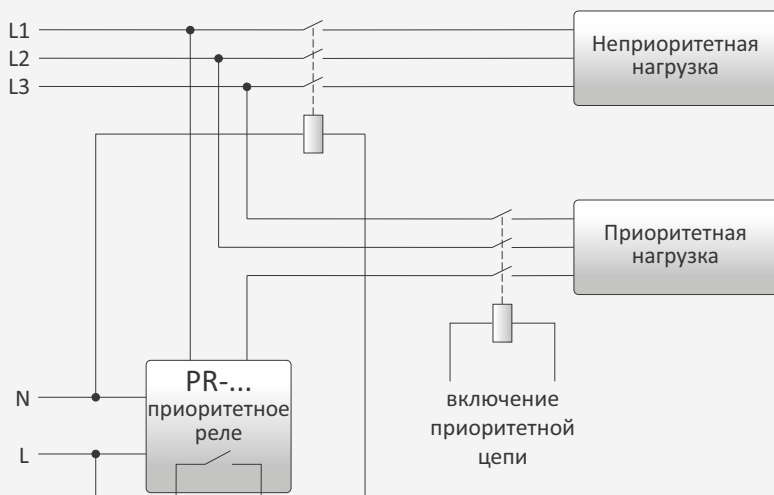 L1
L2
L3
Неприоритетная
нагрузка
Приоритетная
нагрузка
N
L
PR-...
приоритетное
реле
включение
приоритетной
цепи